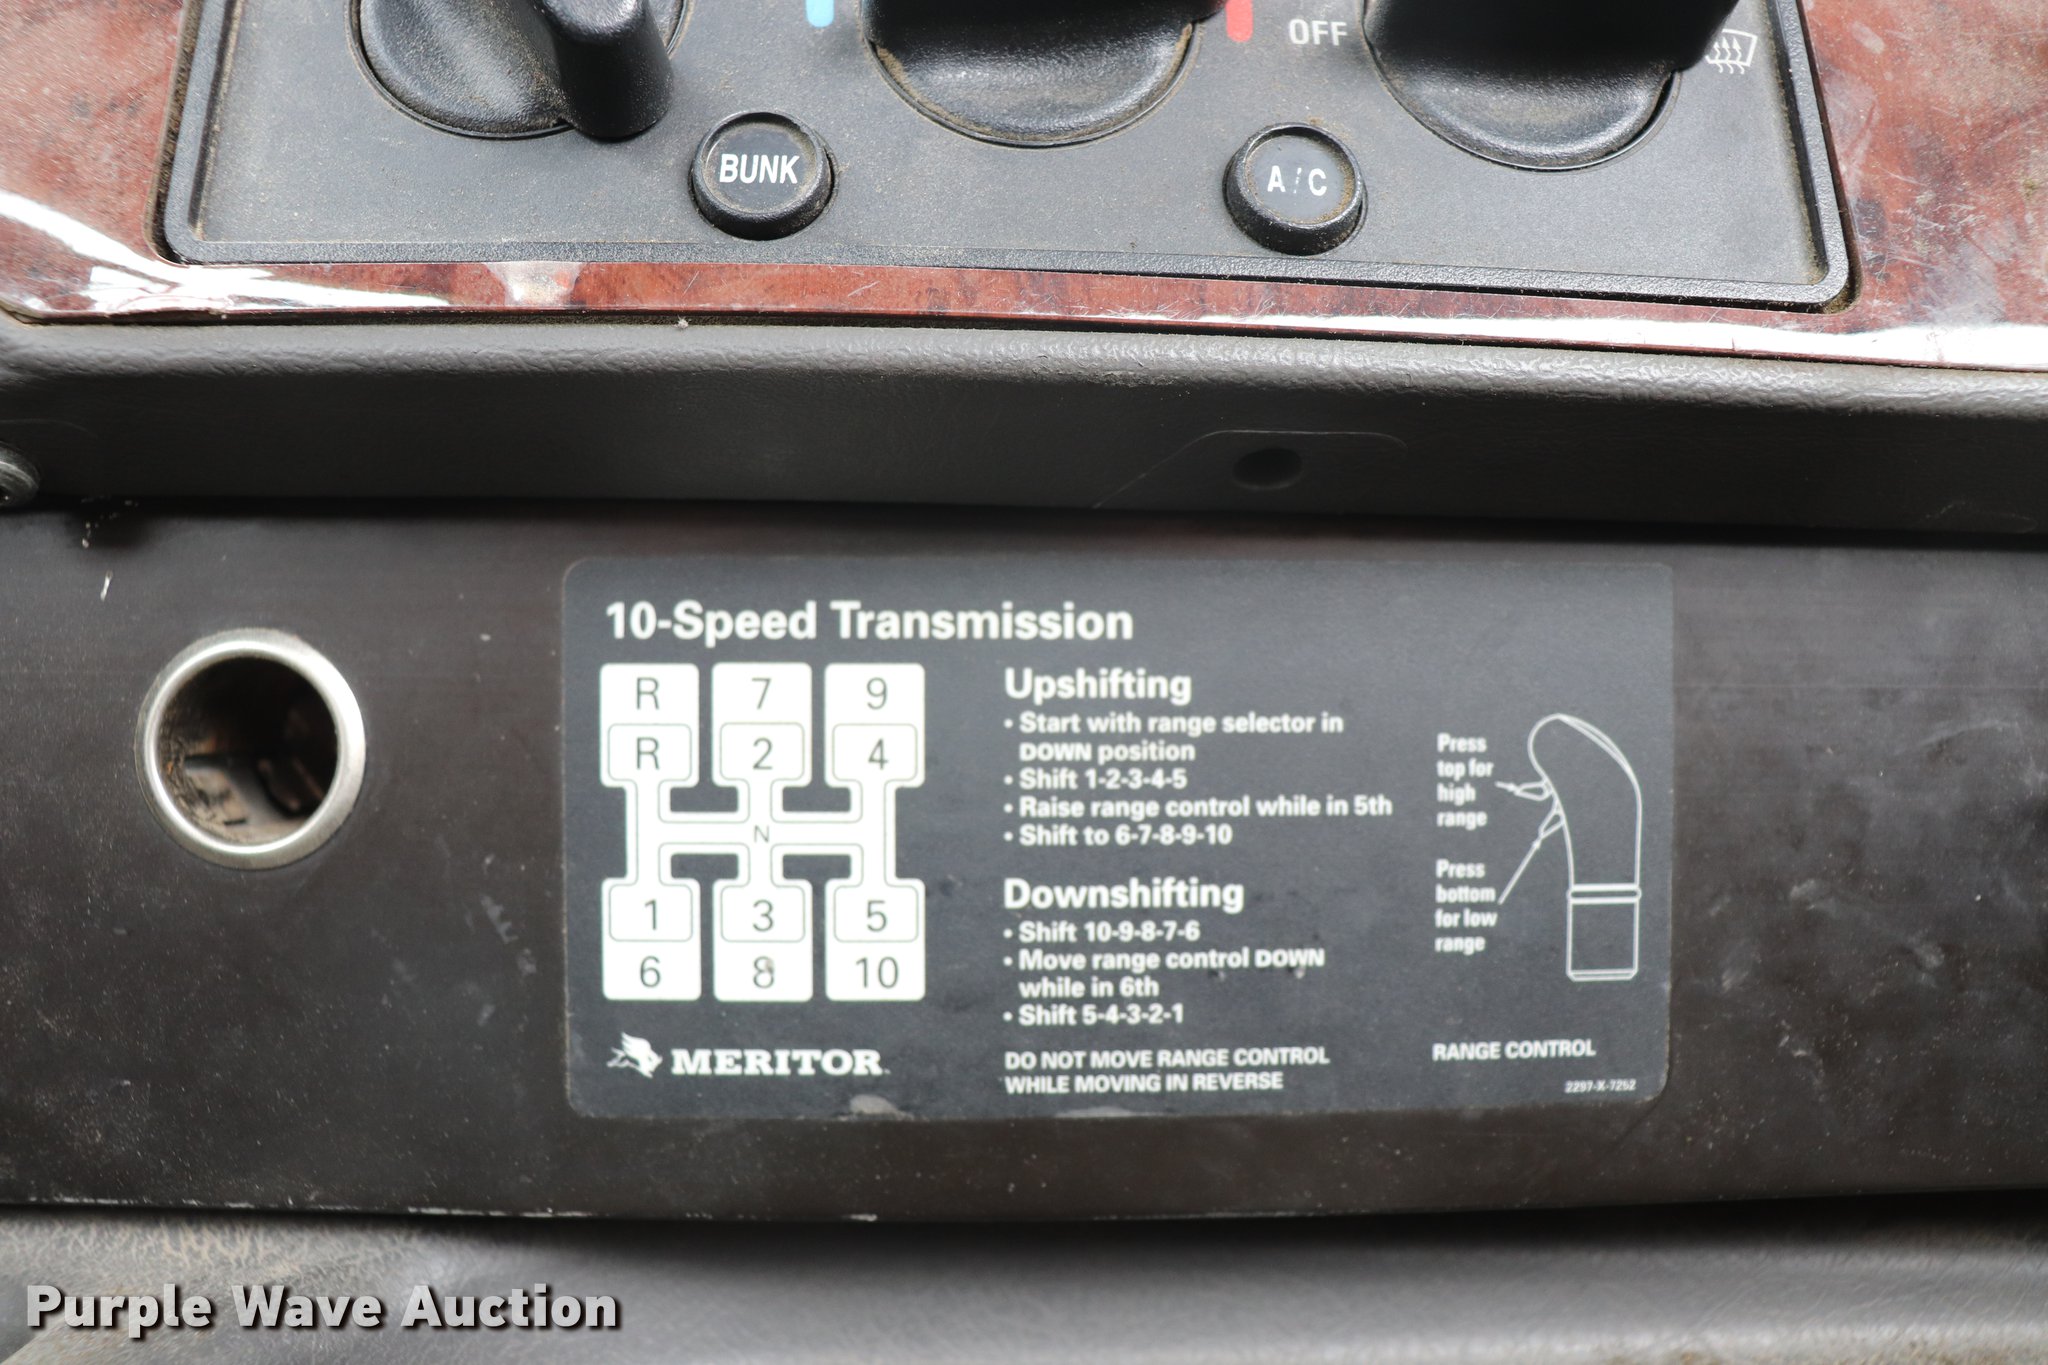 OFF
BUNK
A/C
10-Speed Transmission
R 7 9
R 2 4
N
1 3 5
6 8 10
MERITOR
Upshifting
• Start with range selector in
DOWN position
• Shift 1-2-3-4-5
• Raise range control while in 5th
• Shift to 6-7-8-9-10
Downshifting
• Shift 10-9-8-7-6
• Move range control DOWN
while in 6th
• Shift 5-4-3-2-1
DO NOT MOVE RANGE CONTROL
WHILE MOVING IN REVERSE
Press
top for
high
range
Press
bottom
for low
range
RANGE CONTROL
2297-X-7252
Purple Wave Auction